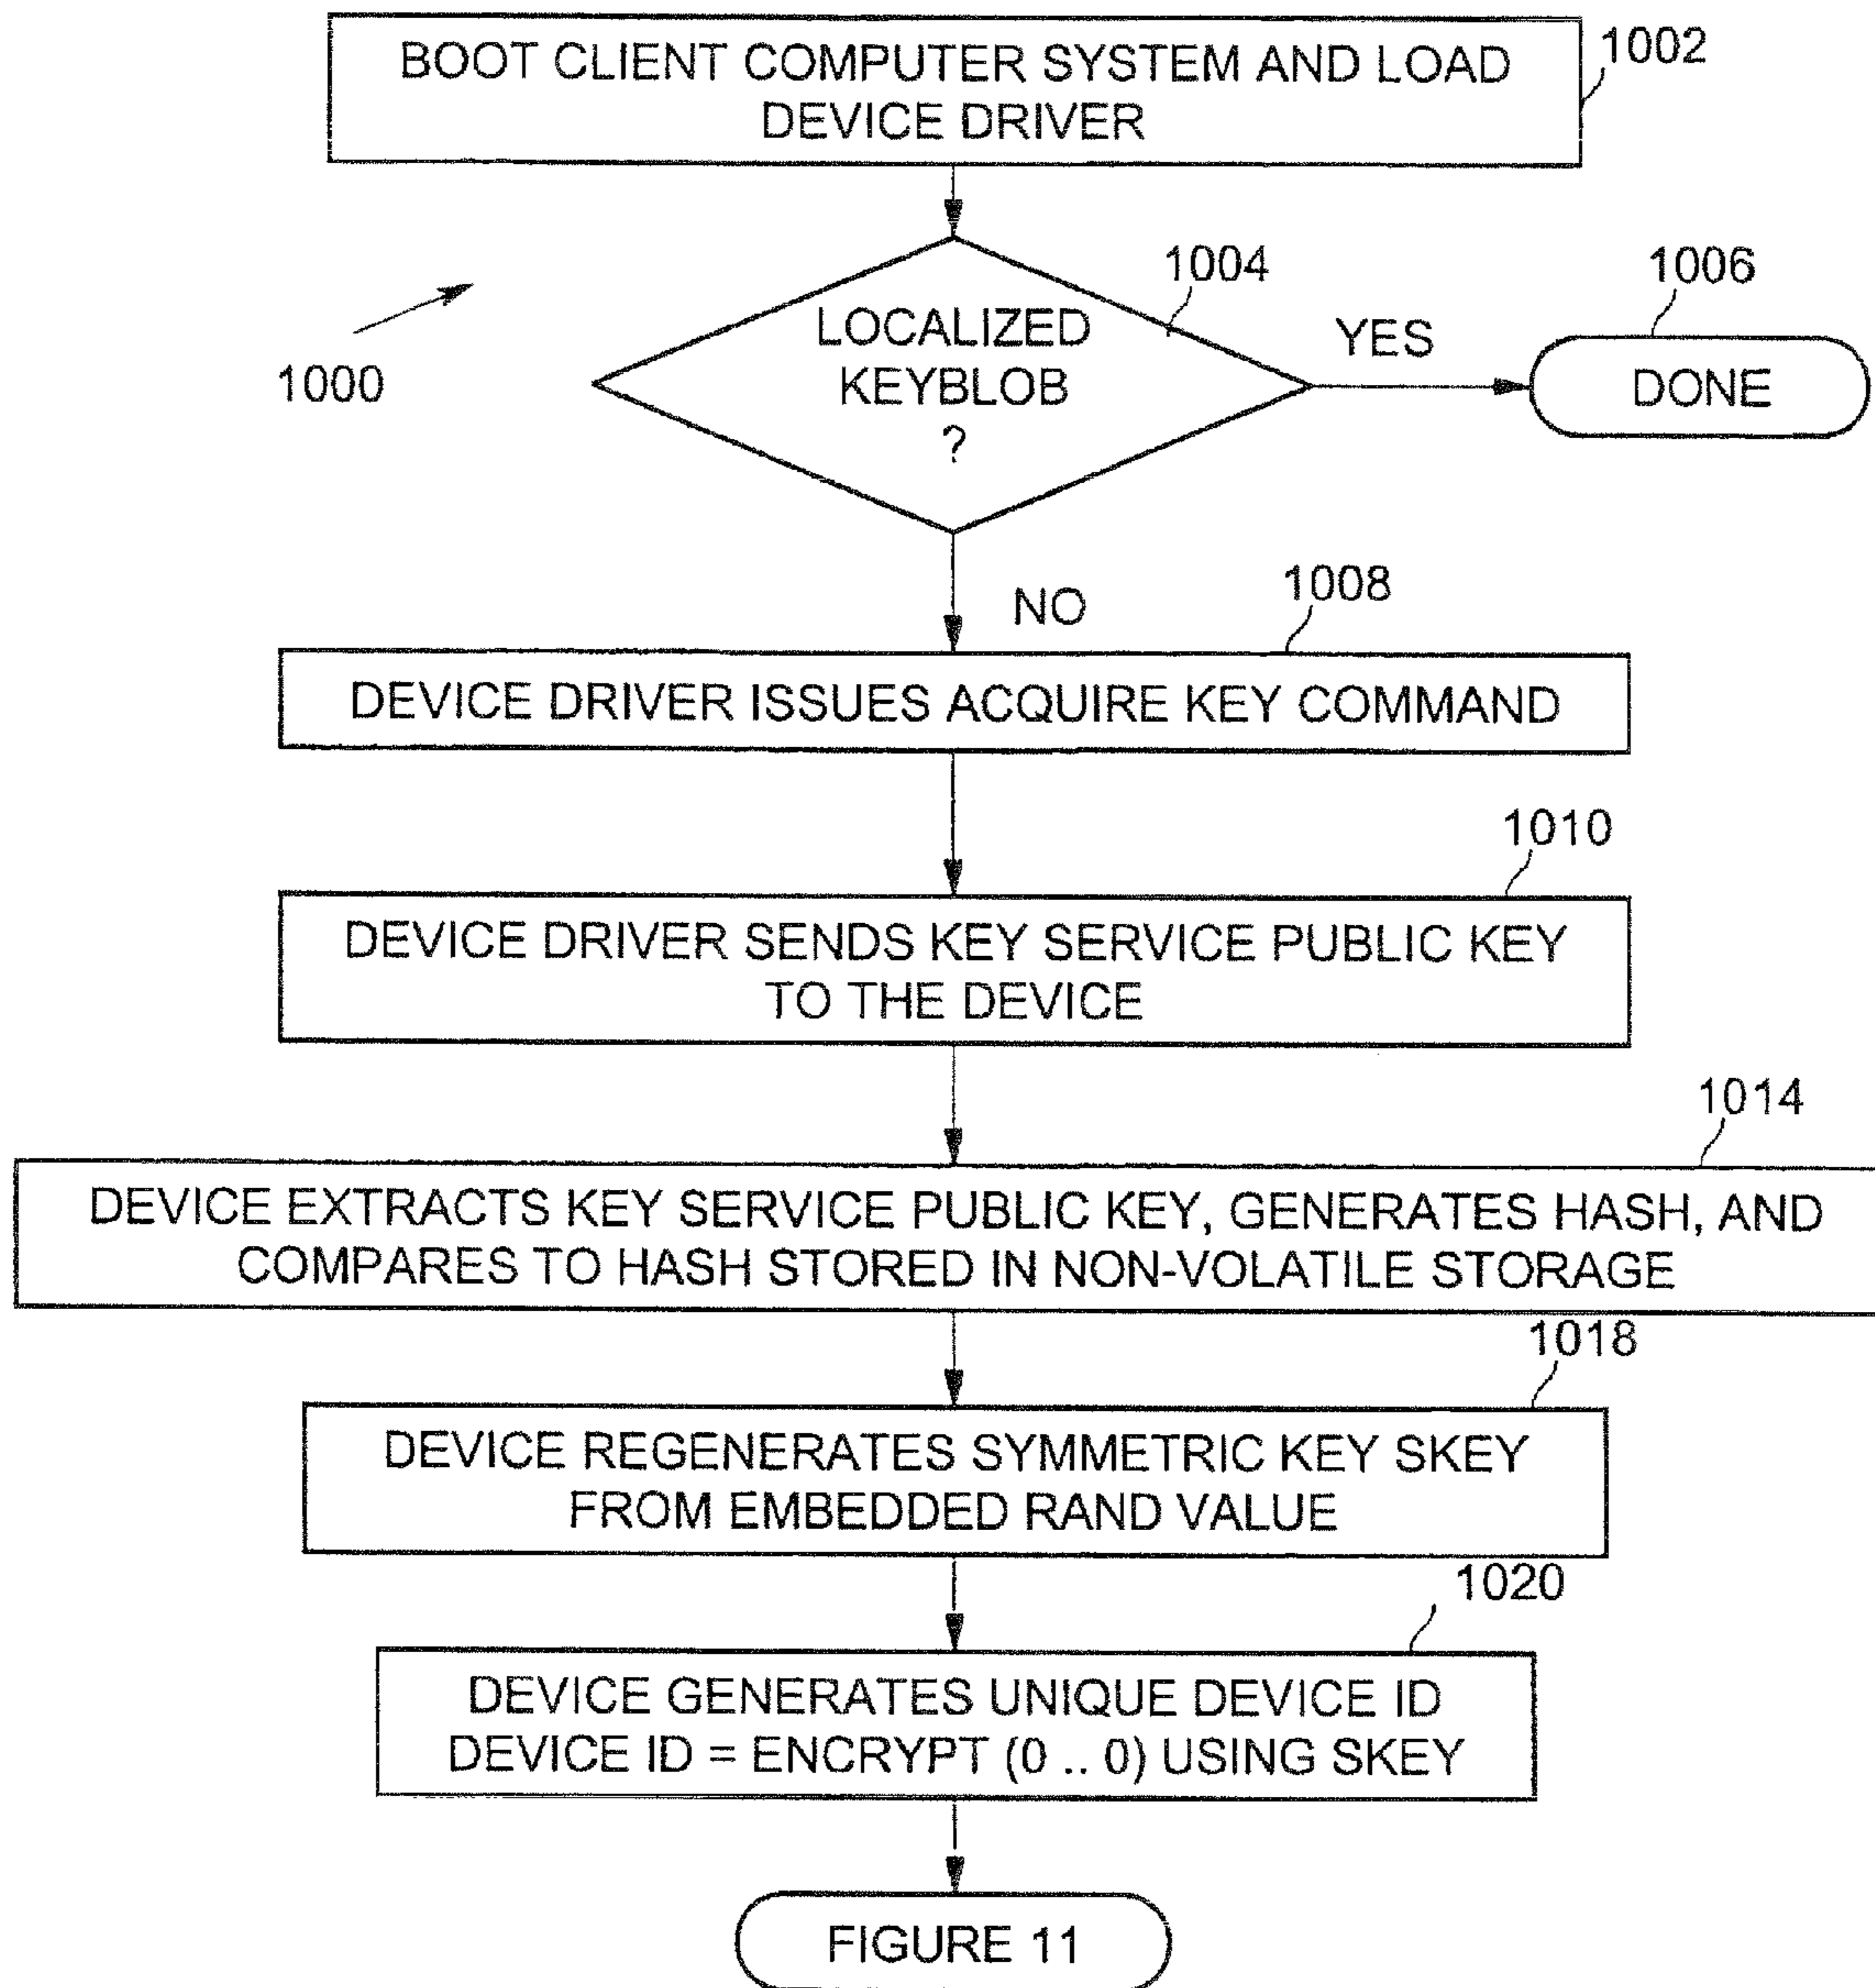 BOOT CLIENT COMPUTER SYSTEM AND LOAD
DEVICE DRIVER
1002
1004
1006
LOCALIZED
KEYBLOB
?
YES
DONE
1000
NO
1008
DEVICE DRIVER ISSUES ACQUIRE KEY COMMAND
1010
DEVICE DRIVER SENDS KEY SERVICE PUBLIC KEY
TO THE DEVICE
1014
DEVICE EXTRACTS KEY SERVICE PUBLIC KEY, GENERATES HASH, AND
COMPARES TO HASH STORED IN NON-VOLATILE STORAGE
1018
DEVICE REGENERATES SYMMETRIC KEY SKEY
FROM EMBEDDED RAND VALUE
1020
DEVICE GENERATES UNIQUE DEVICE ID
DEVICE ID = ENCRYPT (0 .. 0) USING SKEY
FIGURE 11